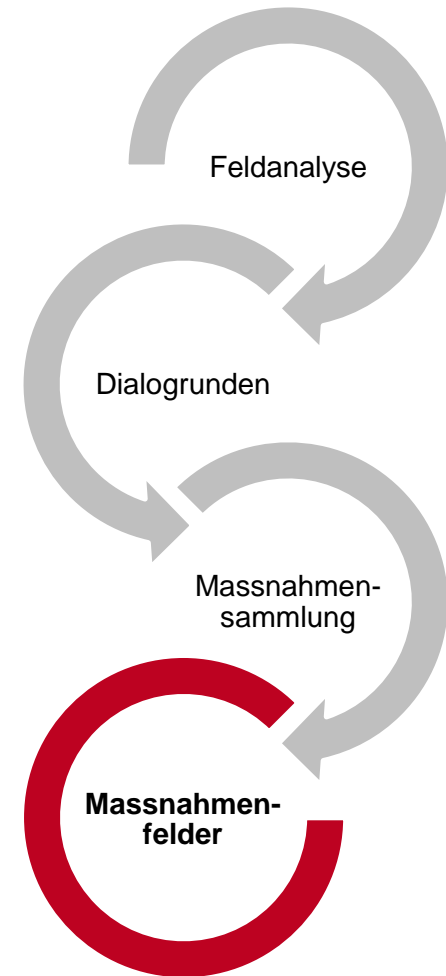 Feldanalyse
Dialogrunden
Massnahmen-
sammlung
Massnahmen-
felder